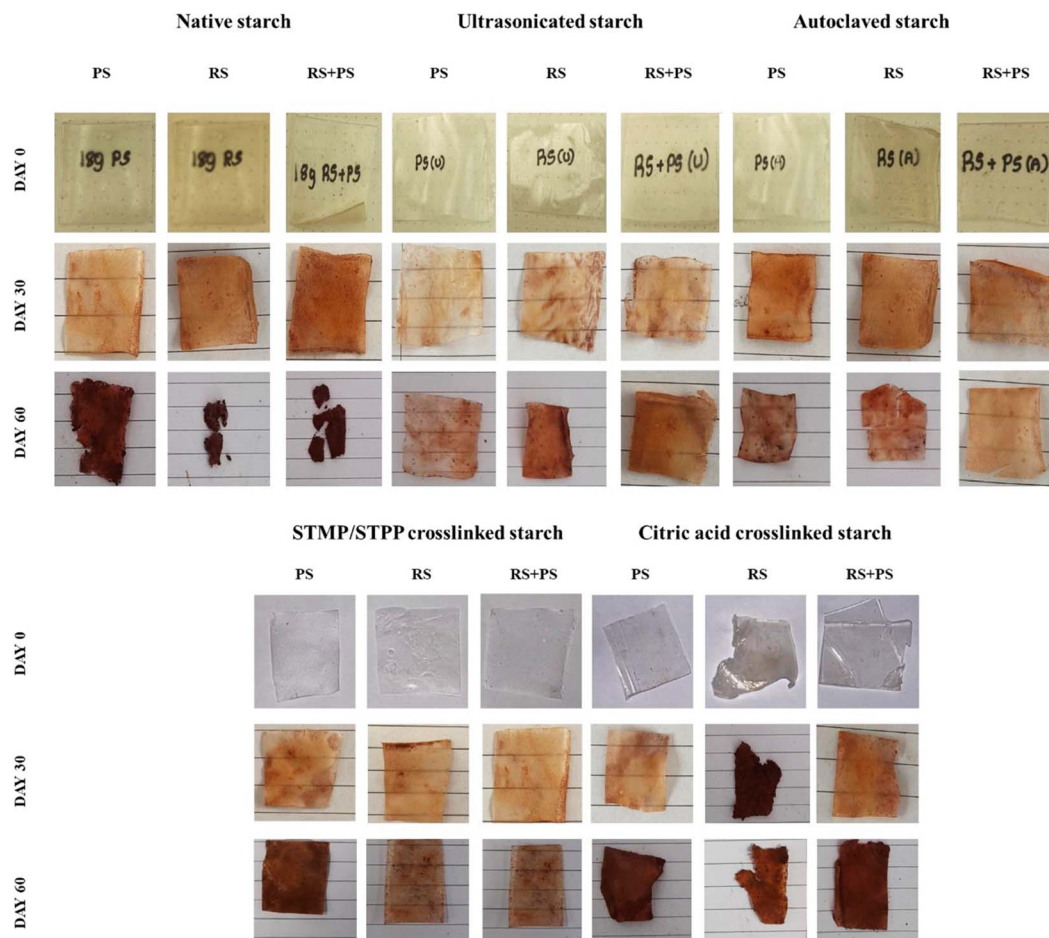 Native starch Ultrasonicated starch Autoclaved starch
PS RS RS+PS PS RS RS+PS PS RS RS+PS
DAY 0
18g PS 18g RS 18g RS+PS PS(U) RS(U) RS+PS (U) RS(A) RS+PS(A)
DAY 30
DAY 60
STMP/STPP crosslinked starch Citric acid crosslinked starch
PS RS RS+PS PS RS RS+PS
DAY 0
DAY 30
DAY 60